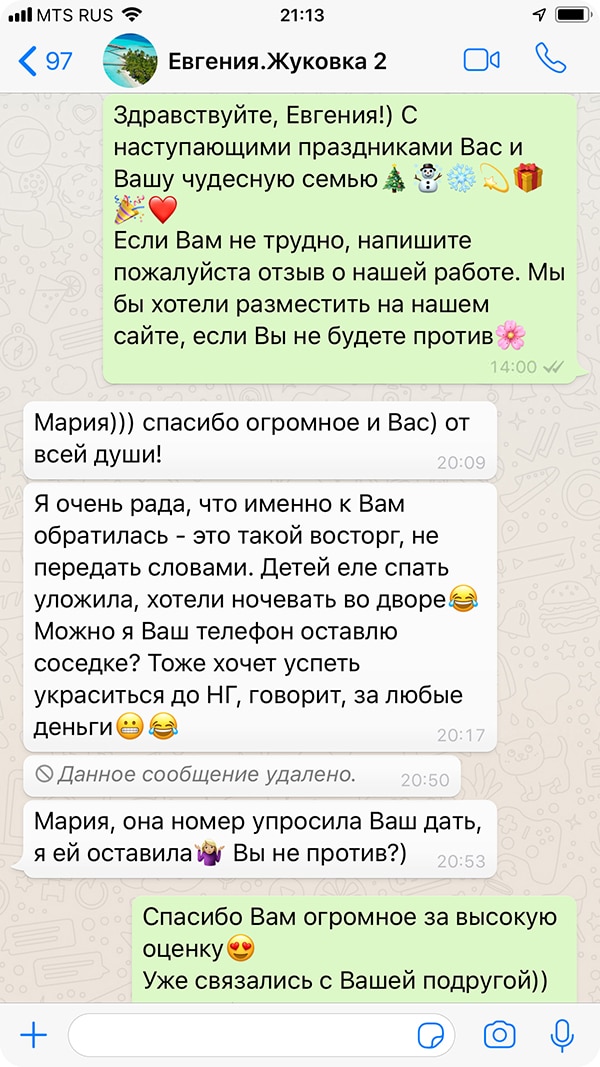 MTS RUS 21:13
97 Евгения.Жуковка 2
Здравствуйте, Евгения!) С
наступающими праздниками Вас и
Вашу чудесную семью🎄☃️❄️💫🎁
🎉❤️
Если Вам не трудно, напишите
пожалуйста отзыв о нашей работе. Мы
бы хотели разместить на нашем
сайте, если Вы не будете против🌸
14:00
Мария))) спасибо огромное и Вас) от
всей души!
20:09
Я очень рада, что именно к Вам
обратилась - это такой восторг, не
передать словами. Детей еле спать
уложила, хотели ночевать во дворе😂
Можно я Ваш телефон оставлю
соседке? Тоже хочет успеть
украситься до НГ, говорит, за любые
деньги😬😂
20:17
Данное сообщение удалено.
20:50
Мария, она номер упросила Ваш дать,
я ей оставила🤷🏼‍♀️ Вы не против?)
20:53
Спасибо Вам огромное за высокую
оценку😍
Уже связались с Вашей подругой))